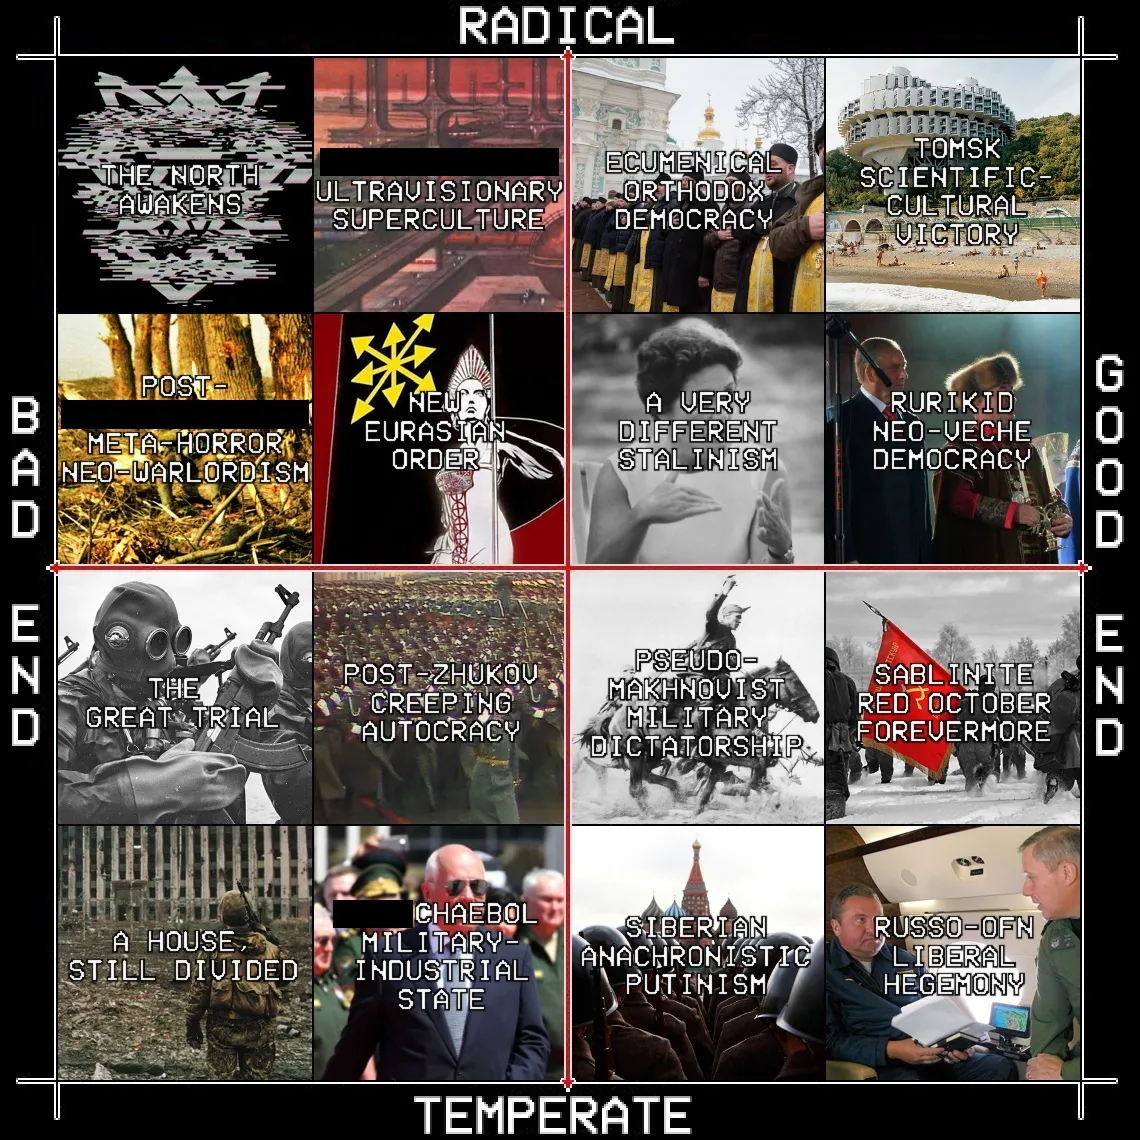 RADICAL
THE NORTH
AWAKENS
ULTRAVISIONARY
SUPERCULTURE
ECUMENICAL
ORTHODOX
DEMOCRACY
TOMSK
SCIENTIFIC-
CULTURAL
VICTORY
POST-
META-HORROR
NEO-WARLORDISM
NEW
EURASIAN
ORDER
A VERY
DIFFERENT
STALINISM
RURIKID
NEO-VECHE
DEMOCRACY
BAD
END
GOOD
END
THE
GREAT TRIAL
POST-ZHUKOV
CREEPING
AUTOCRACY
PSEUDO-
MAKHNOVIST
MILITARY
DICTATORSHIP
SABLINITE
RED OCTOBER
FOREVERMORE
A HOUSE,
STILL DIVIDED
CHAEBOL
MILITARY-
INDUSTRIAL
STATE
SIBERIAN
ANACHRONISTIC
PUTINISM
RUSSO-OFN
LIBERAL
HEGEMONY
TEMPERATE